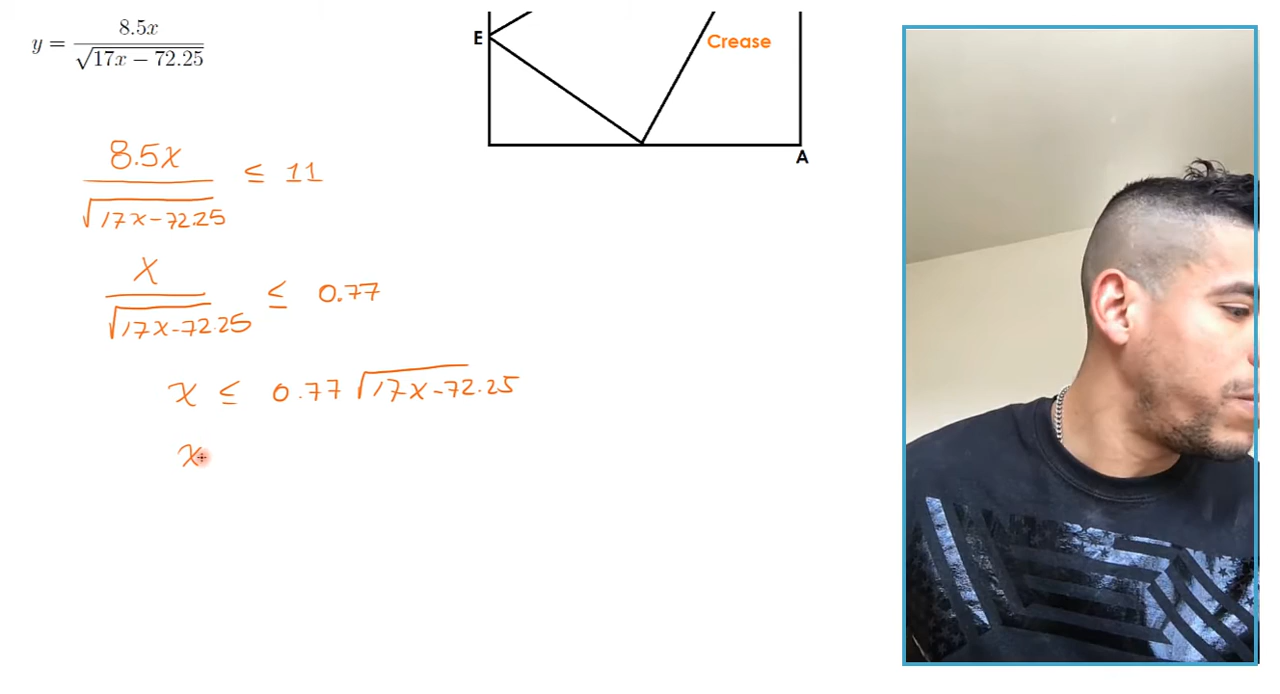 y = 8.5x / √17x − 72.25
E
Crease
A
8.5x / √17x-72.25 ≤ 11
x / √17x-72.25 ≤ 0.77
x ≤ 0.77 √17x-72.25
x